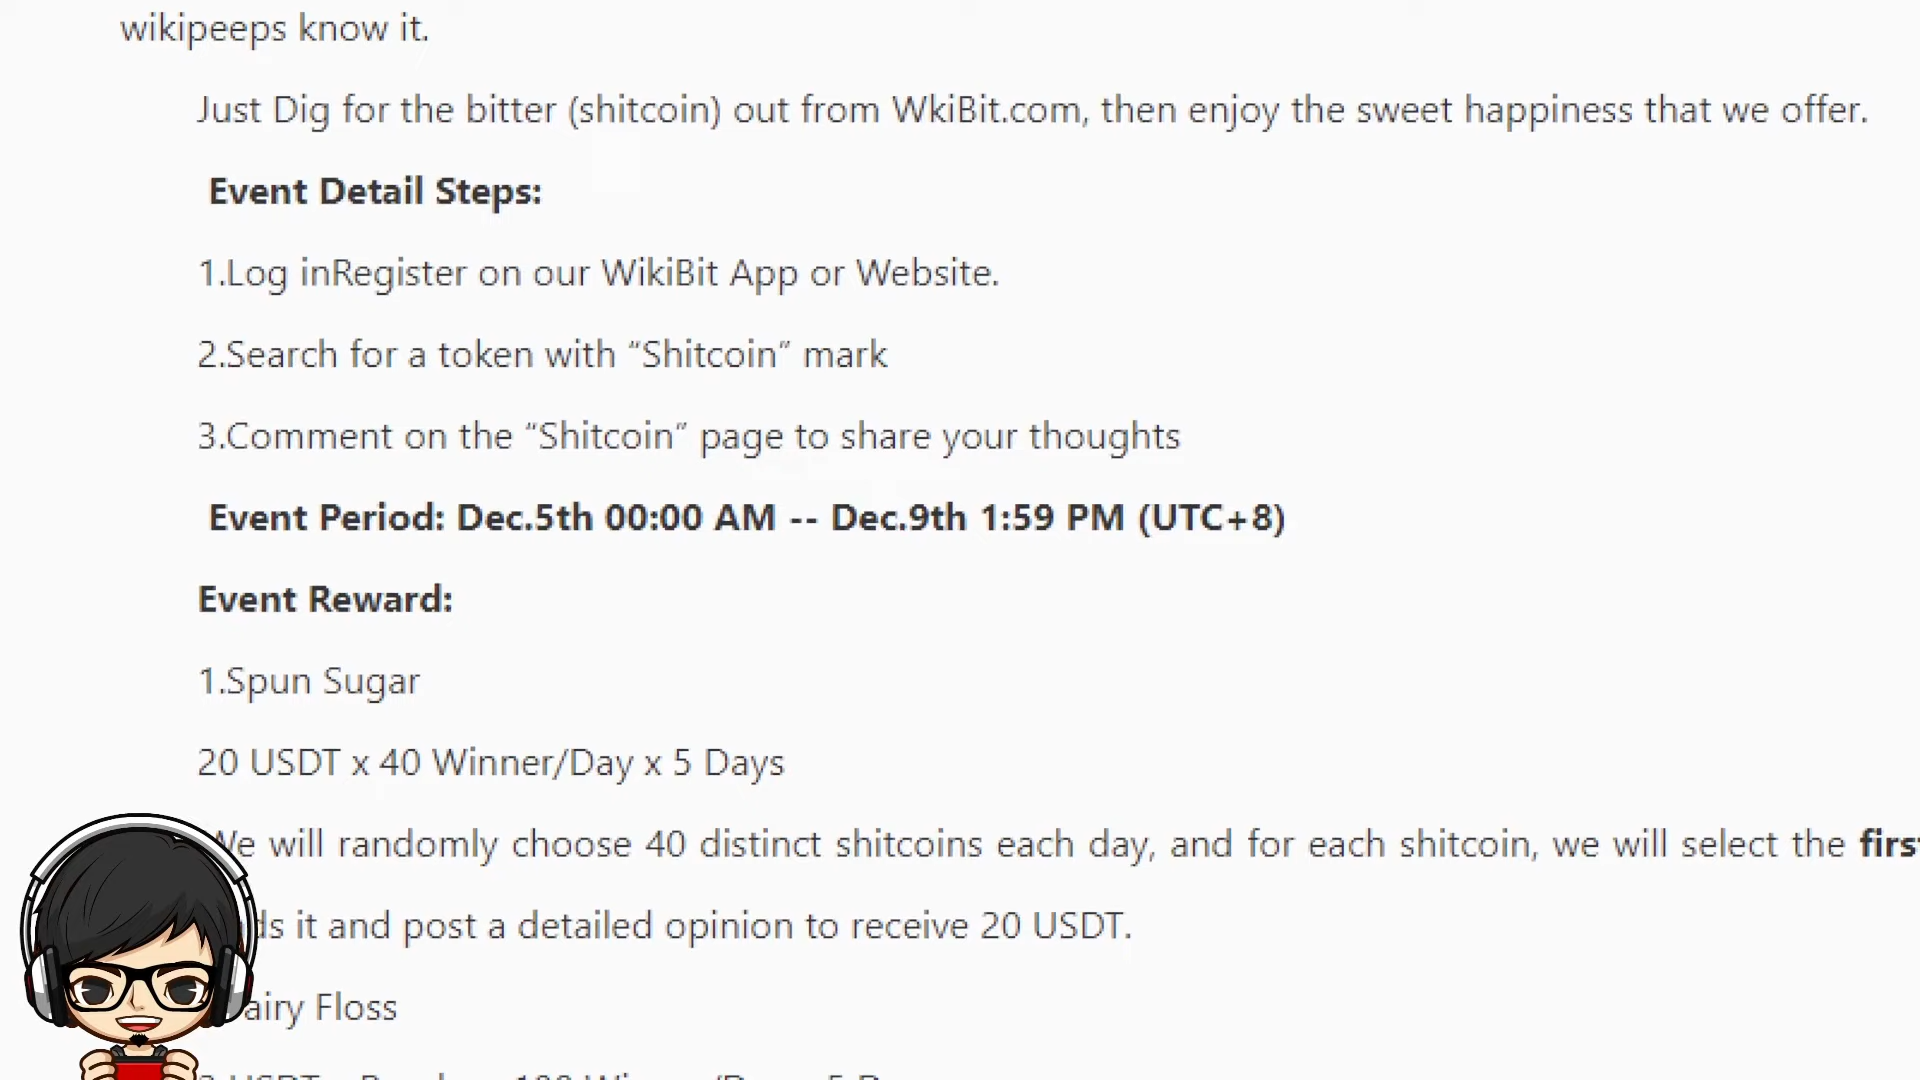 wikipeeps know it.
Just Dig for the bitter (shitcoin) out from WkiBit.com, then enjoy the sweet happiness that we offer.
Event Detail Steps:
1.Log inRegister on our WikiBit App or Website.
2.Search for a token with “Shitcoin” mark
3.Comment on the “Shitcoin” page to share your thoughts
Event Period: Dec.5th 00:00 AM -- Dec.9th 1:59 PM (UTC+8)
Event Reward:
1.Spun Sugar
20 USDT x 40 Winner/Day x 5 Days
We will randomly choose 40 distinct shitcoins each day, and for each shitcoin, we will select the first
it and post a detailed opinion to receive 20 USDT.
Floss